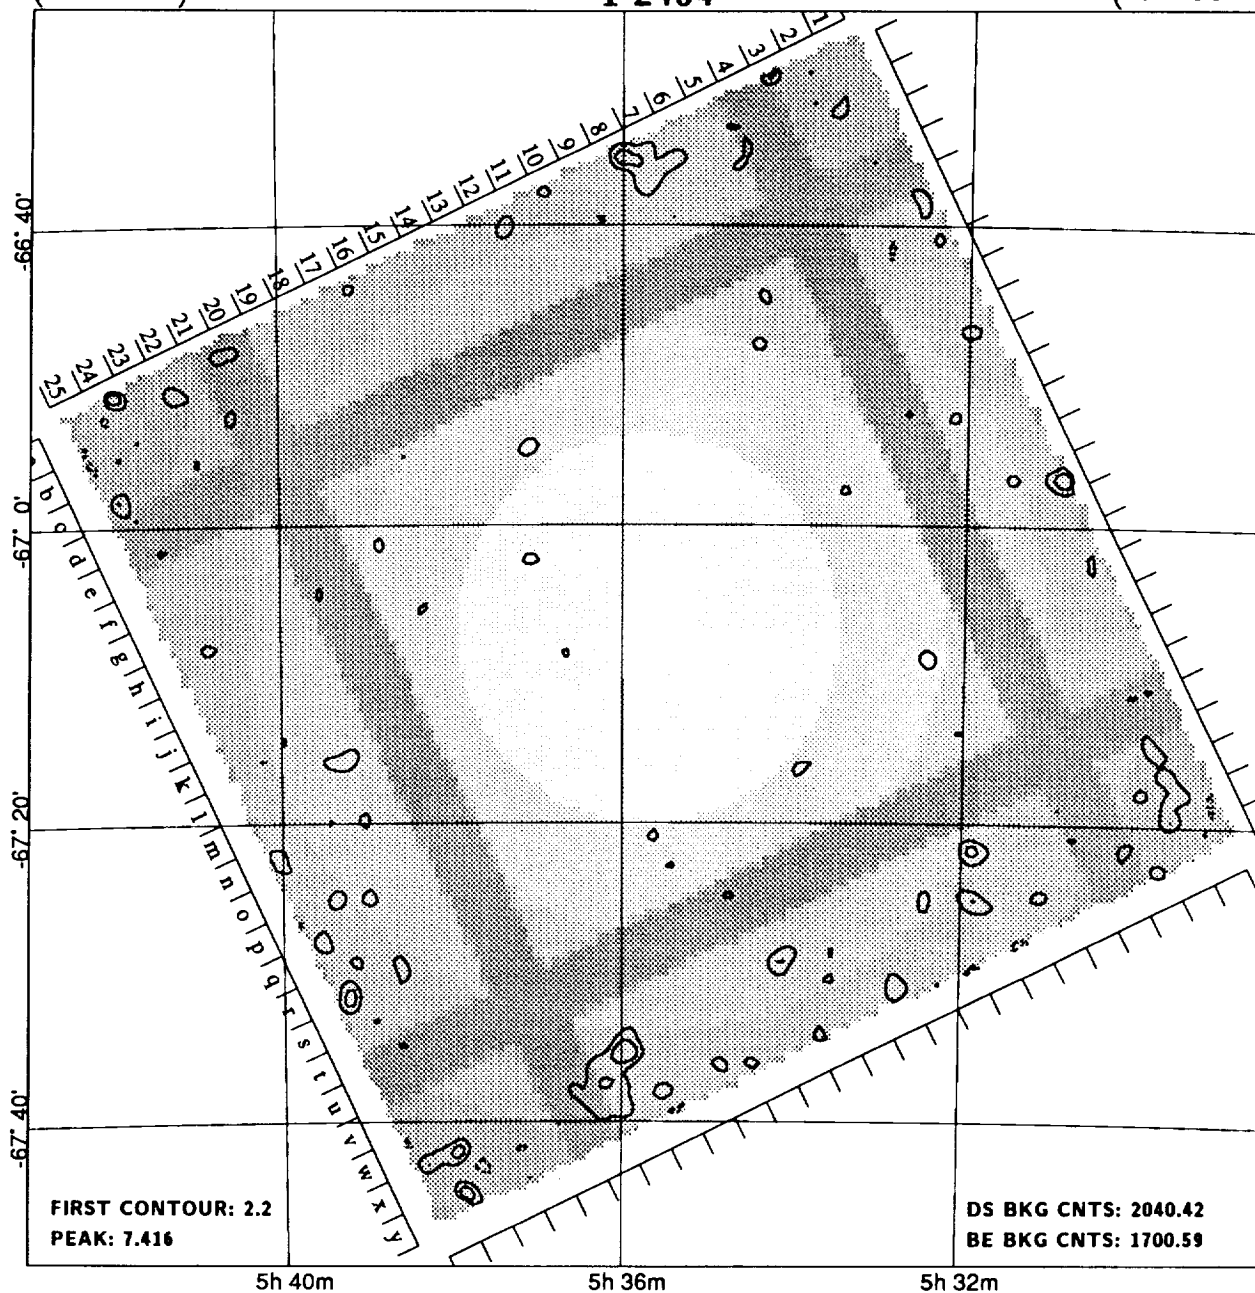 1
2
3
4
5
6
7
8
9
10
11
12
13
14
15
16
17
18
19
20
21
22
23
24
25
b
c
d
e
f
g
h
i
j
k
l
m
n
o
p
q
r
s
t
u
v
w
x
y
-66° 40'
-67° 0'
-67° 20'
-67° 40'
FIRST CONTOUR: 2.2
PEAK: 7.416
DS BKG CNTS: 2040.42
BE BKG CNTS: 1700.59
5h 40m
5h 36m
5h 32m